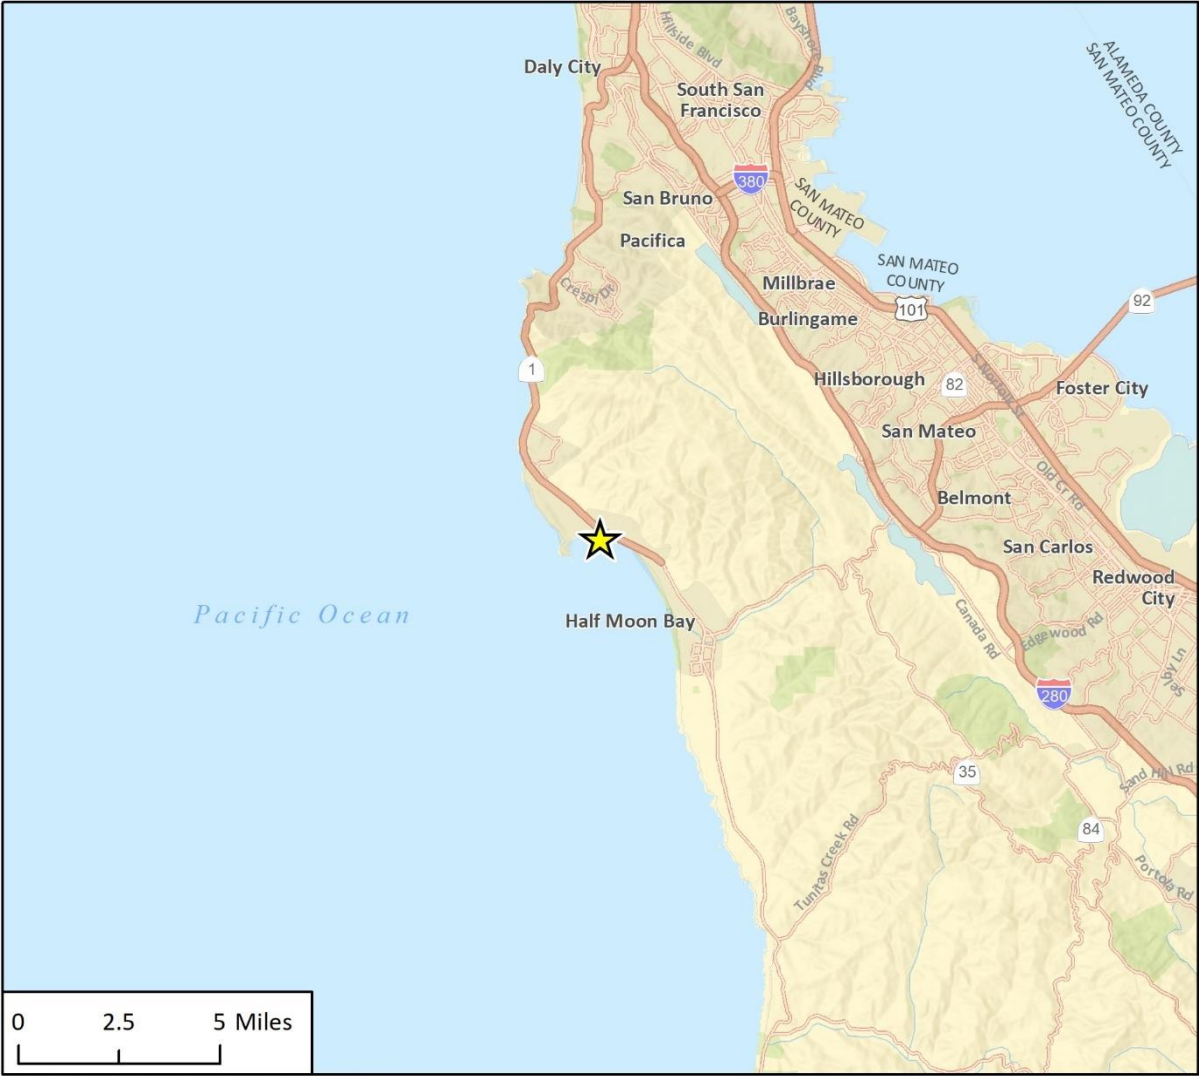 Hillside Blvd
Bayshore Blvd
ALAMEDA COUNTY
SAN MATEO COUNTY
Daly City
South San
Francisco
380
San Bruno
SAN MATEO
COUNTY
Pacifica
SAN MATEO
COUNTY
Crespi Dr
Millbrae
92
101
Burlingame
1
Hillsborough
82
S Norfolk St
Foster City
San Mateo
Old Cr Rd
Belmont
San Carlos
Redwood
City
Pacific Ocean
Half Moon Bay
Canada Rd
Edgewood Rd
Selby Ln
280
35
Sand Hill Rd
84
Tunitas Creek Rd
Portola Rd
0 2.5 5 Miles